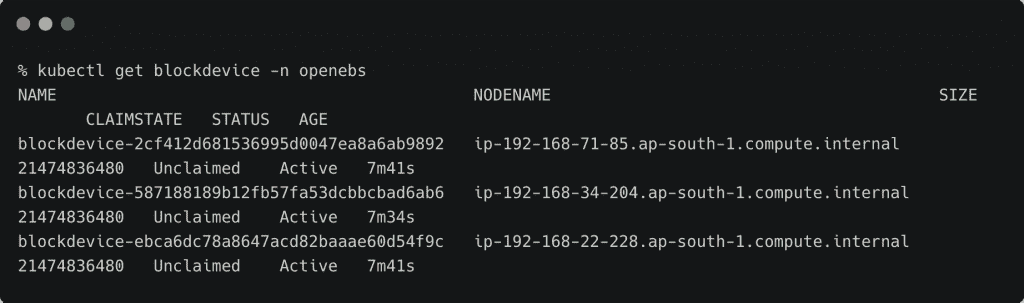 % kubectl get blockdevice -n openebs
NAME                                           NODENAME                                        SIZE
       CLAIMSTATE   STATUS   AGE
blockdevice-2cf412d681536995d0047ea8a6ab9892   ip-192-168-71-85.ap-south-1.compute.internal
21474836480   Unclaimed    Active   7m41s
blockdevice-587188189b12fb57fa53dcbbcbad6ab6   ip-192-168-34-204.ap-south-1.compute.internal
21474836480   Unclaimed    Active   7m34s
blockdevice-ebca6dc78a8647acd82baaae60d54f9c   ip-192-168-22-228.ap-south-1.compute.internal
21474836480   Unclaimed    Active   7m41s